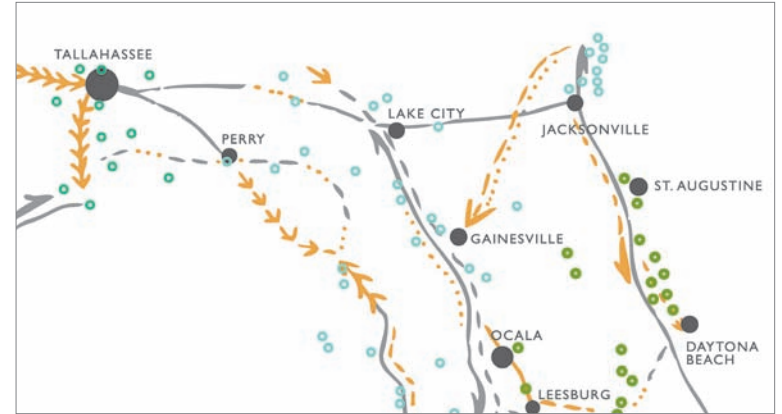 TALLAHASSEE
PERRY
LAKE CITY
JACKSONVILLE
ST. AUGUSTINE
GAINESVILLE
OCALA
DAYTONA
BEACH
LEESBURG